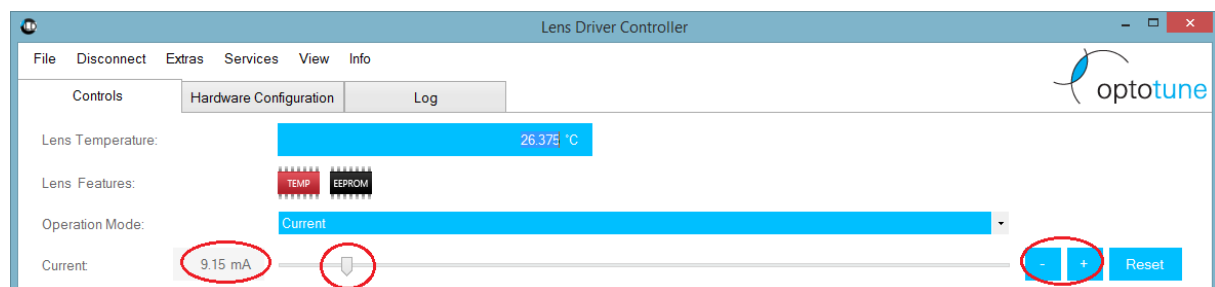 Lens Driver Controller
File Disconnect Extras Services View Info
optotune
Controls Hardware Configuration Log
Lens Temperature: 26.375 °C
Lens Features: TEMP EEPROM
Operation Mode: Current
Current: 9.15 mA - + Reset